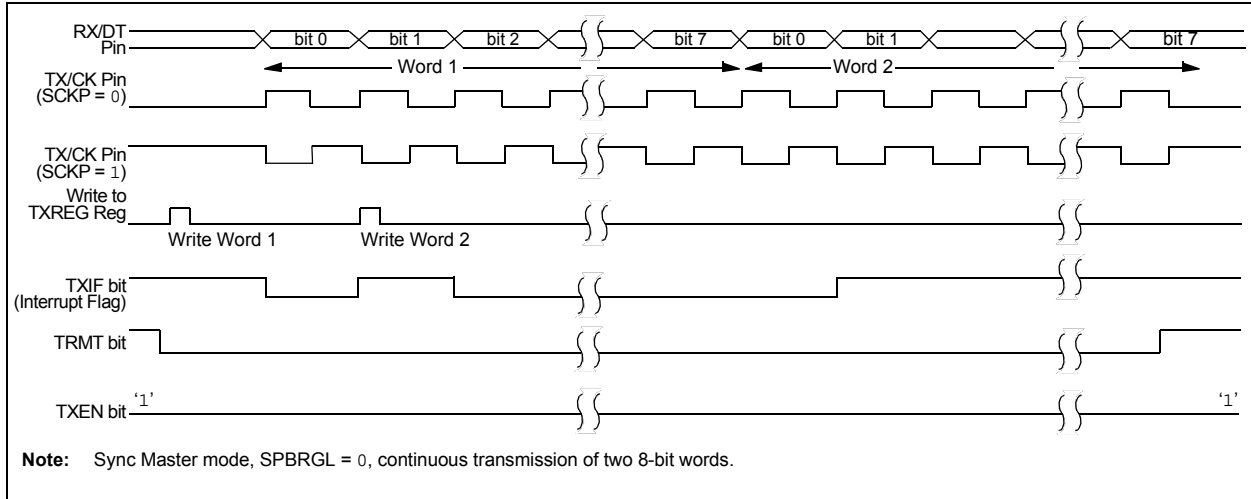 RX/DT
Pin
bit 0 bit 1 bit 2 bit 7 bit 0 bit 1 bit 7
Word 1 Word 2
TX/CK Pin
(SCKP = 0)
TX/CK Pin
(SCKP = 1)
Write to
TXREG Reg
Write Word 1 Write Word 2
TXIF bit
(Interrupt Flag)
TRMT bit
TXEN bit ‘1’ ‘1’
Note: Sync Master mode, SPBRGL = 0, continuous transmission of two 8-bit words.